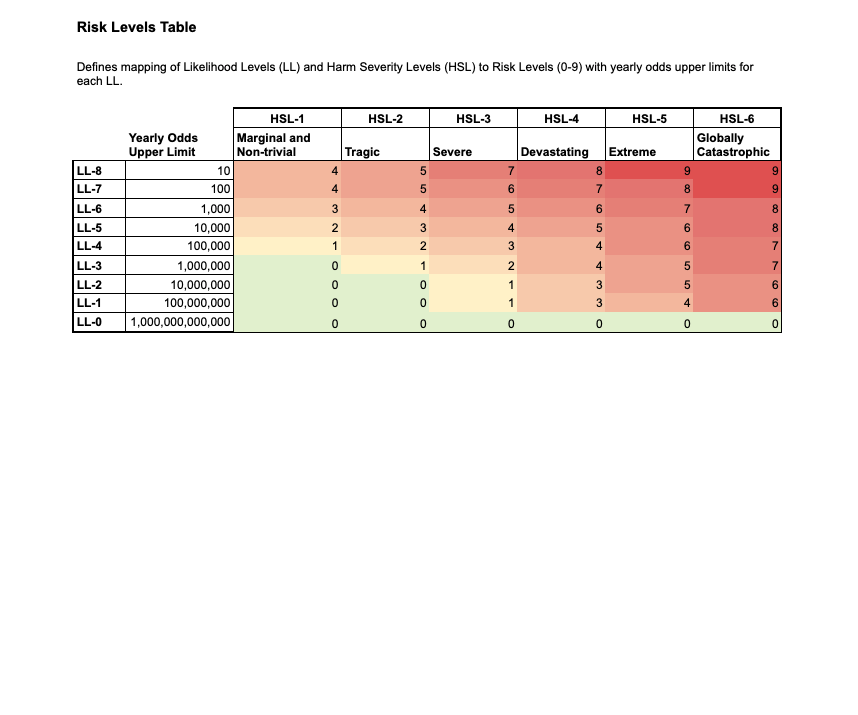 Risk Levels Table
Defines mapping of Likelihood Levels (LL) and Harm Severity Levels (HSL) to Risk Levels (0-9) with yearly odds upper limits for
each LL.
HSL-1 HSL-2 HSL-3 HSL-4 HSL-5 HSL-6
Yearly Odds Marginal and Globally
Upper Limit Non-trivial Tragic Severe Devastating Extreme Catastrophic
LL-8 10 4 5 7 8 9 9
LL-7 100 4 5 6 7 8 9
LL-6 1,000 3 4 5 6 7 8
LL-5 10,000 2 3 4 5 6 8
LL-4 100,000 1 2 3 4 6 7
LL-3 1,000,000 0 1 2 4 5 7
LL-2 10,000,000 0 0 1 3 5 6
LL-1 100,000,000 0 0 1 3 4 6
LL-0 1,000,000,000,000 0 0 0 0 0 0